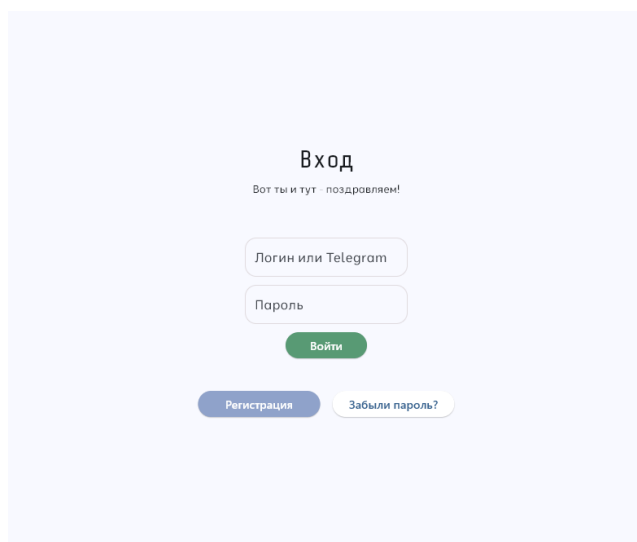 Вход
Вот ты и тут - поздравляем!
Логин или Telegram
Пароль
Войти
Регистрация
Забыли пароль?